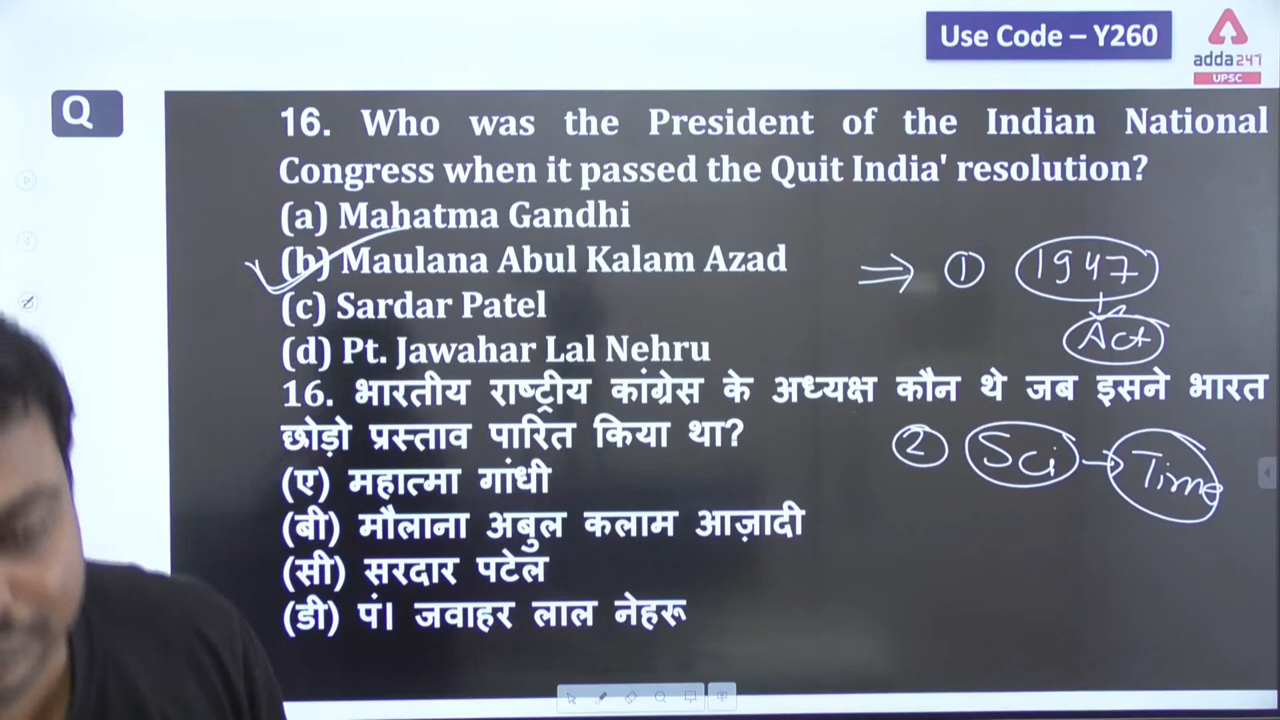 Use Code – Y260
adda247
UPSC
Q
16. Who was the President of the Indian National
Congress when it passed the Quit India' resolution?
(a) Mahatma Gandhi
(b) Maulana Abul Kalam Azad
(c) Sardar Patel
(d) Pt. Jawahar Lal Nehru
① 1947
Act
16. भारतीय राष्ट्रीय कांग्रेस के अध्यक्ष कौन थे जब इसने भारत
छोड़ो प्रस्ताव पारित किया था?
② Sci → Time
(ए) महात्मा गांधी
(बी) मौलाना अबुल कलाम आज़ादी
(सी) सरदार पटेल
(डी) पं। जवाहर लाल नेहरू